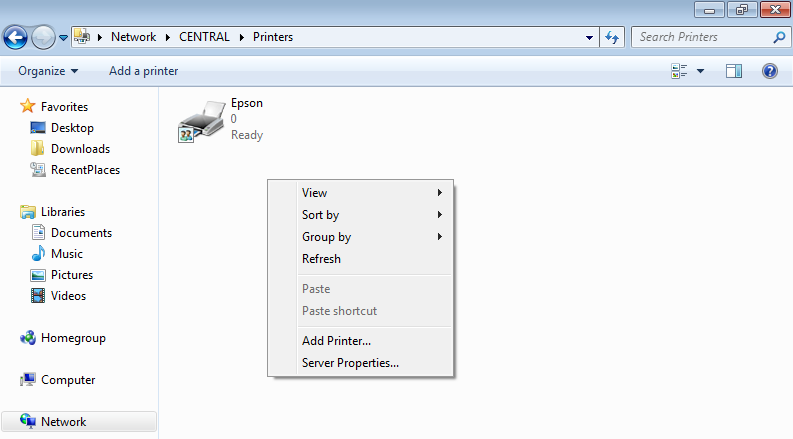 Network ▸ CENTRAL ▸ Printers
Search Printers
Organize
Add a printer
Favorites
Desktop
Downloads
RecentPlaces
Libraries
Documents
Music
Pictures
Videos
Homegroup
Computer
Network
Epson
0
Ready
View
Sort by
Group by
Refresh
Paste
Paste shortcut
Add Printer...
Server Properties...